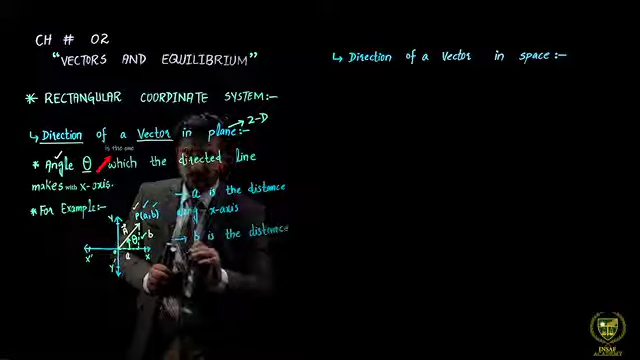 CH # 02
"VECTORS AND EQUILIBRIUM"
* RECTANGULAR COORDINATE SYSTEM:-
↳ Direction of a Vector in plane:-
→ 2-D
is the one
* Angle θ which the directed line
makes with x-axis.
* For Example:-
→ a is the distance
along x-axis
→ b is the distance
P(a,b)
Y
A
θ
b
X'
o
a
X
Y'
↳ Direction of a Vector in space:-
INSAF
ACADEMY